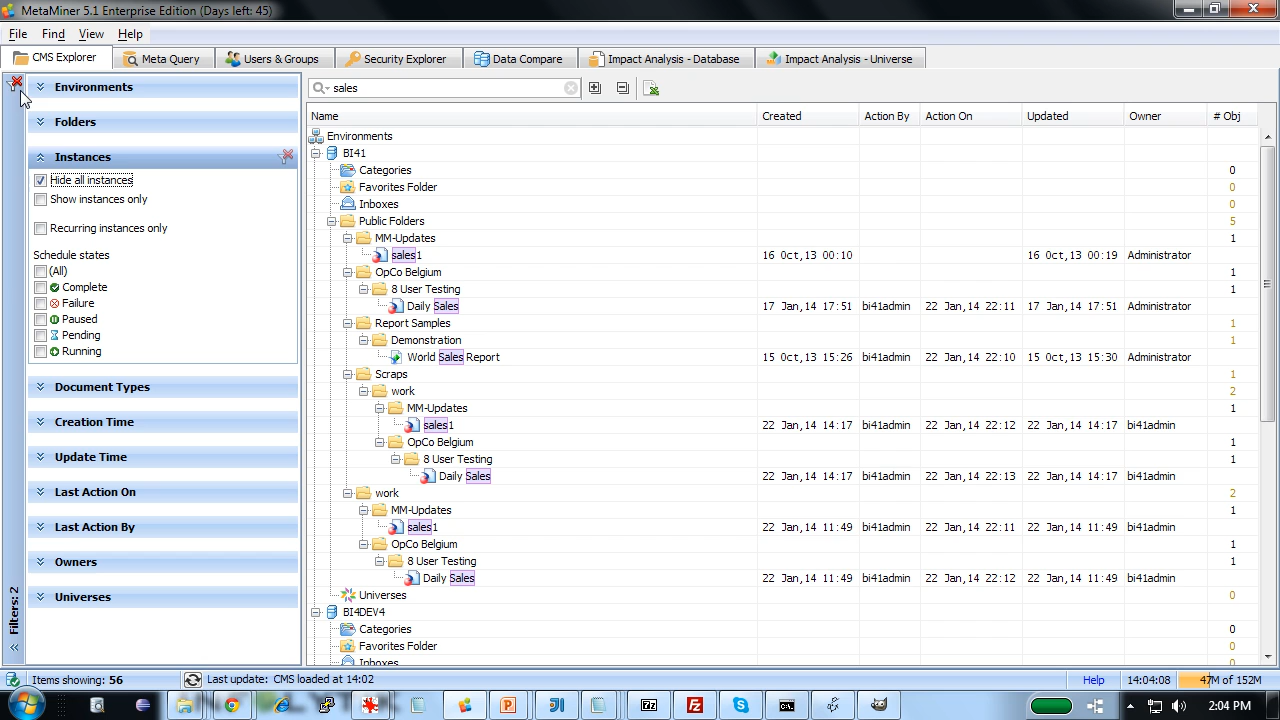 MetaMiner 5.1 Enterprise Edition (Days left: 45)
File Find View Help
CMS Explorer Meta Query Users & Groups Security Explorer Data Compare Impact Analysis - Database Impact Analysis - Universe
Environments
Folders
Instances
Hide all instances
Show instances only
Recurring instances only
Schedule states
(All)
Complete
Failure
Paused
Pending
Running
Document Types
Creation Time
Update Time
Last Action On
Last Action By
Owners
Universes
Filters: 2
sales
Name Created Action By Action On Updated Owner # Obj
Environments
BI41
Categories 0
Favorites Folder 0
Inboxes 0
Public Folders 5
MM-Updates 1
sales1 16 Oct,13 00:10 16 Oct,13 00:19 Administrator
OpCo Belgium 1
8 User Testing 1
Daily Sales 17 Jan,14 17:51 bi41admin 22 Jan,14 22:11 17 Jan,14 17:51 Administrator
Report Samples 1
Demonstration 1
World Sales Report 15 Oct,13 15:26 bi41admin 22 Jan,14 22:10 15 Oct,13 15:30 Administrator
Scraps 1
work 2
MM-Updates 1
sales1 22 Jan,14 14:17 bi41admin 22 Jan,14 22:12 22 Jan,14 14:17 bi41admin
OpCo Belgium 1
8 User Testing 1
Daily Sales 22 Jan,14 14:17 bi41admin 22 Jan,14 22:13 22 Jan,14 14:17 bi41admin
work 2
MM-Updates 1
sales1 22 Jan,14 11:49 bi41admin 22 Jan,14 22:11 22 Jan,14 11:49 bi41admin
OpCo Belgium 1
8 User Testing 1
Daily Sales 22 Jan,14 11:49 bi41admin 22 Jan,14 22:12 22 Jan,14 11:49 bi41admin
Universes 0
BI4DEV4
Categories 0
Favorites Folder 0
Inboxes 0
Items showing: 56 Last update: CMS loaded at 14:02 Help 14:04:08 47M of 152M
2:04 PM